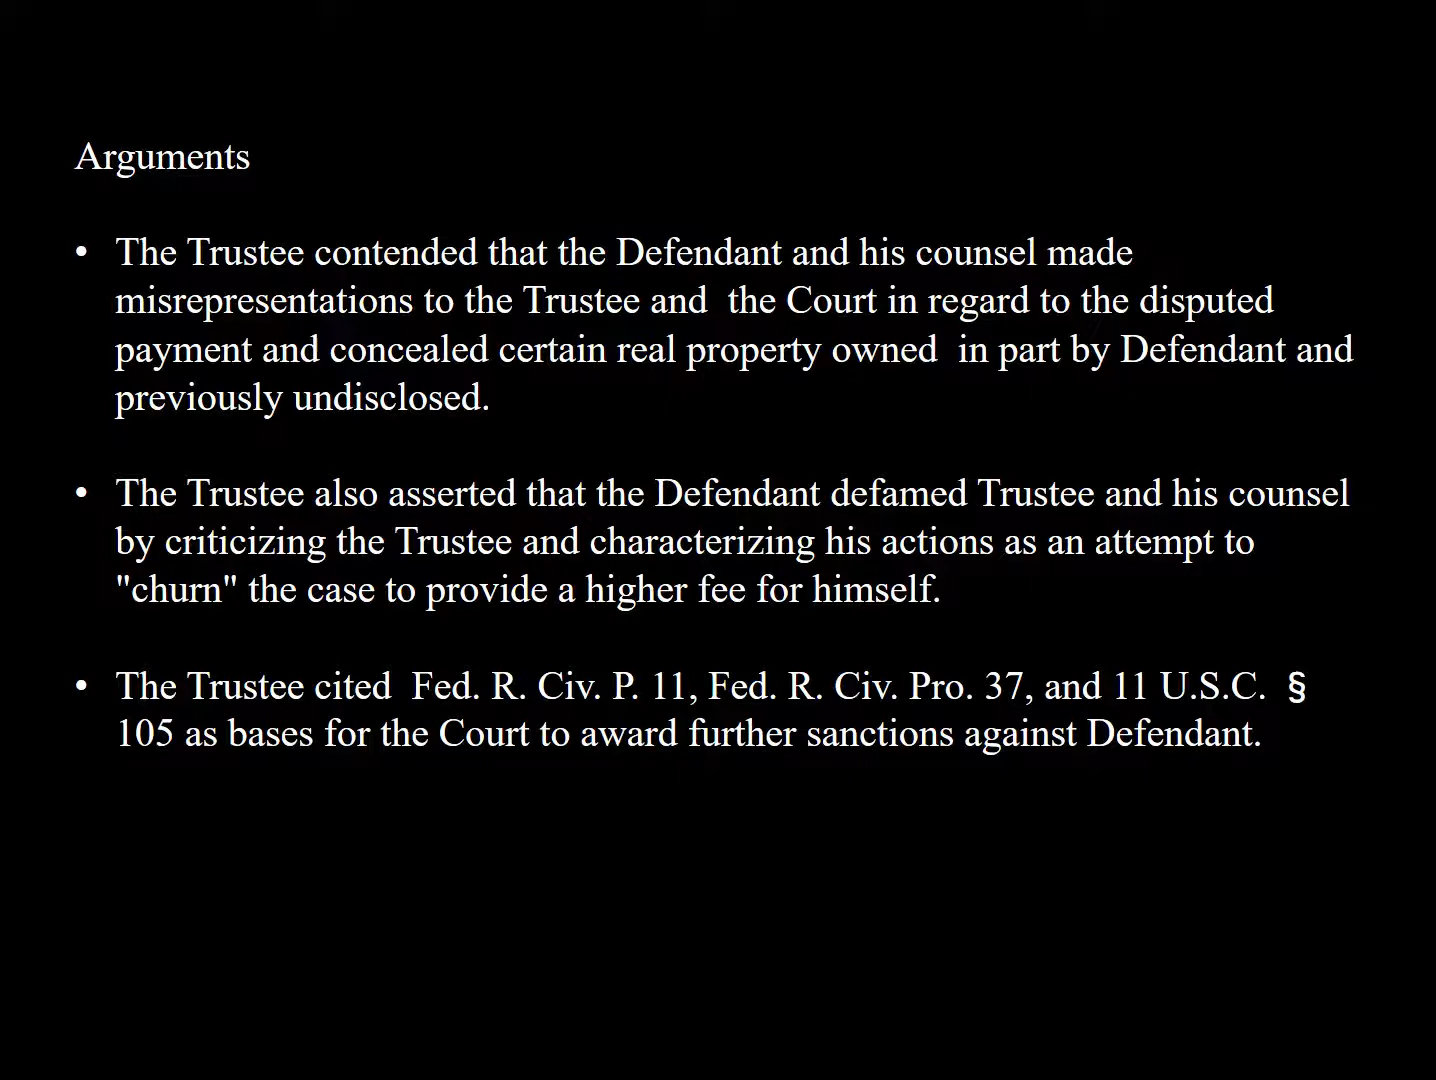 Arguments
• The Trustee contended that the Defendant and his counsel made
misrepresentations to the Trustee and  the Court in regard to the disputed
payment and concealed certain real property owned  in part by Defendant and
previously undisclosed.
• The Trustee also asserted that the Defendant defamed Trustee and his counsel
by criticizing the Trustee and characterizing his actions as an attempt to
"churn" the case to provide a higher fee for himself.
• The Trustee cited  Fed. R. Civ. P. 11, Fed. R. Civ. Pro. 37, and 11 U.S.C.  §
105 as bases for the Court to award further sanctions against Defendant.